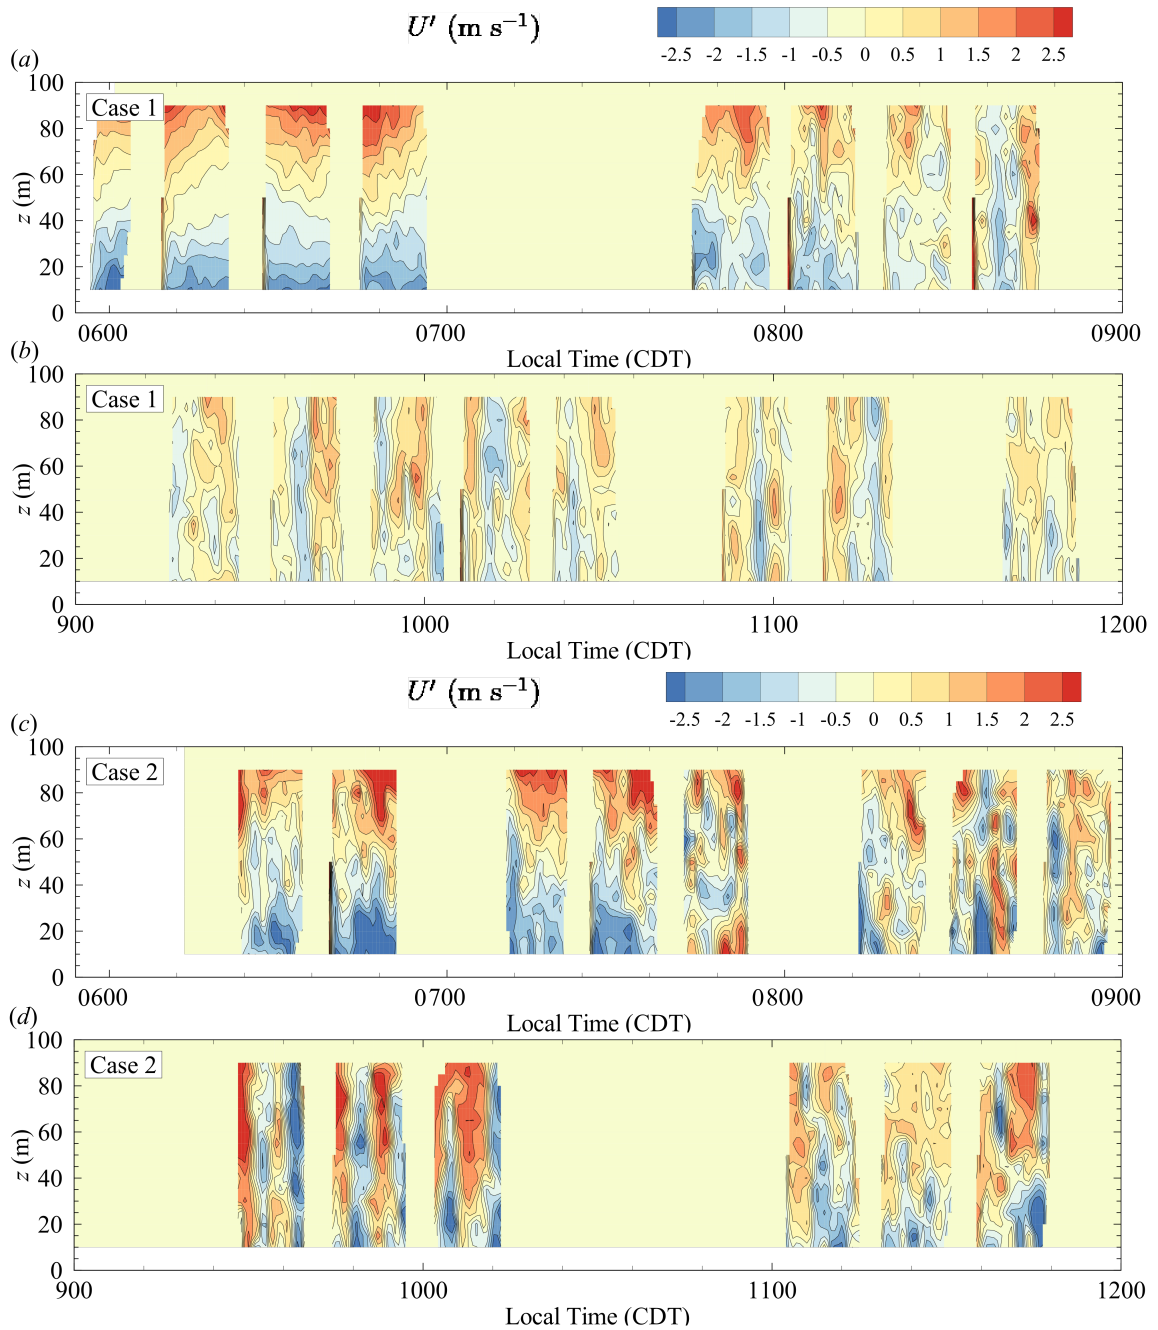 U′ (m s⁻¹)
-2.5 -2 -1.5 -1 -0.5 0 0.5 1 1.5 2 2.5
(a)
Case 1
100
80
60
40
20
0
z (m)
0600 0700 0800 0900
Local Time (CDT)
(b)
Case 1
100
80
60
40
20
0
z (m)
900 1000 1100 1200
Local Time (CDT)
U′ (m s⁻¹)
-2.5 -2 -1.5 -1 -0.5 0 0.5 1 1.5 2 2.5
(c)
Case 2
100
80
60
40
20
0
z (m)
0600 0700 0800 0900
Local Time (CDT)
(d)
Case 2
100
80
60
40
20
0
z (m)
900 1000 1100 1200
Local Time (CDT)